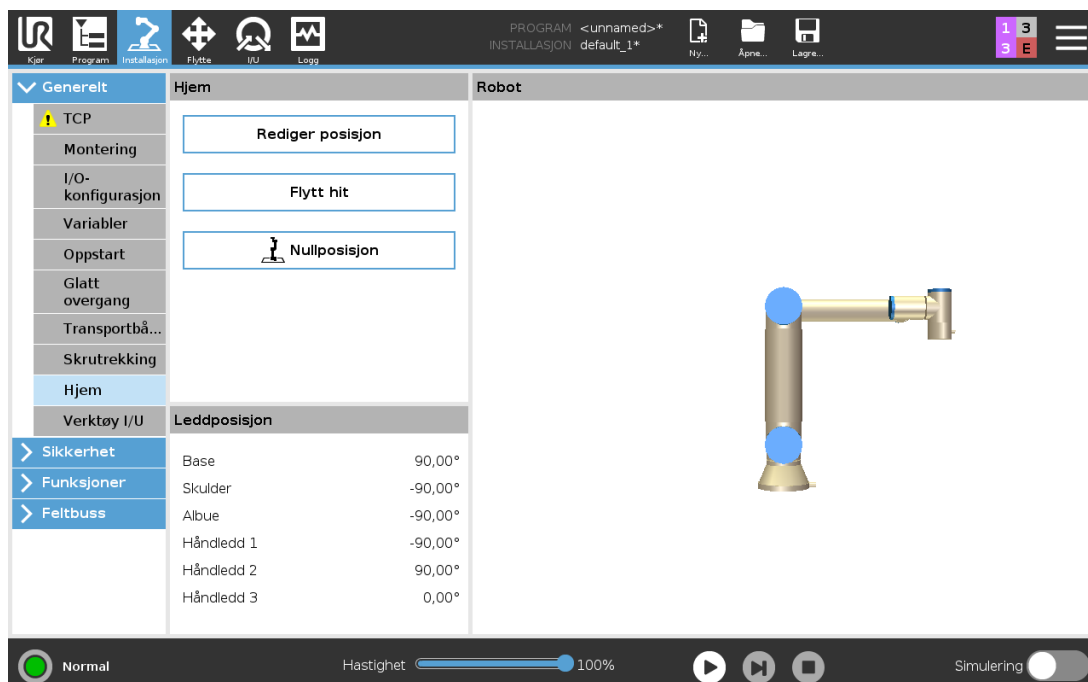 PROGRAM <unnamed>*
INSTALLASJON default_1*
Kjør
Program
Installasjon
Flytte
I/U
Logg
Ny...
Åpne...
Lagre...
1 3
3 E
Generelt
TCP
Montering
I/O-
konfigurasjon
Variabler
Oppstart
Glatt
overgang
Transportbå...
Skrutrekking
Hjem
Verktøy I/U
Sikkerhet
Funksjoner
Feltbuss
Hjem
Rediger posisjon
Flytt hit
Nullposisjon
Leddposisjon
Base 90,00°
Skulder -90,00°
Albue -90,00°
Håndledd 1 -90,00°
Håndledd 2 90,00°
Håndledd 3 0,00°
Robot
Normal
Hastighet 100%
Simulering